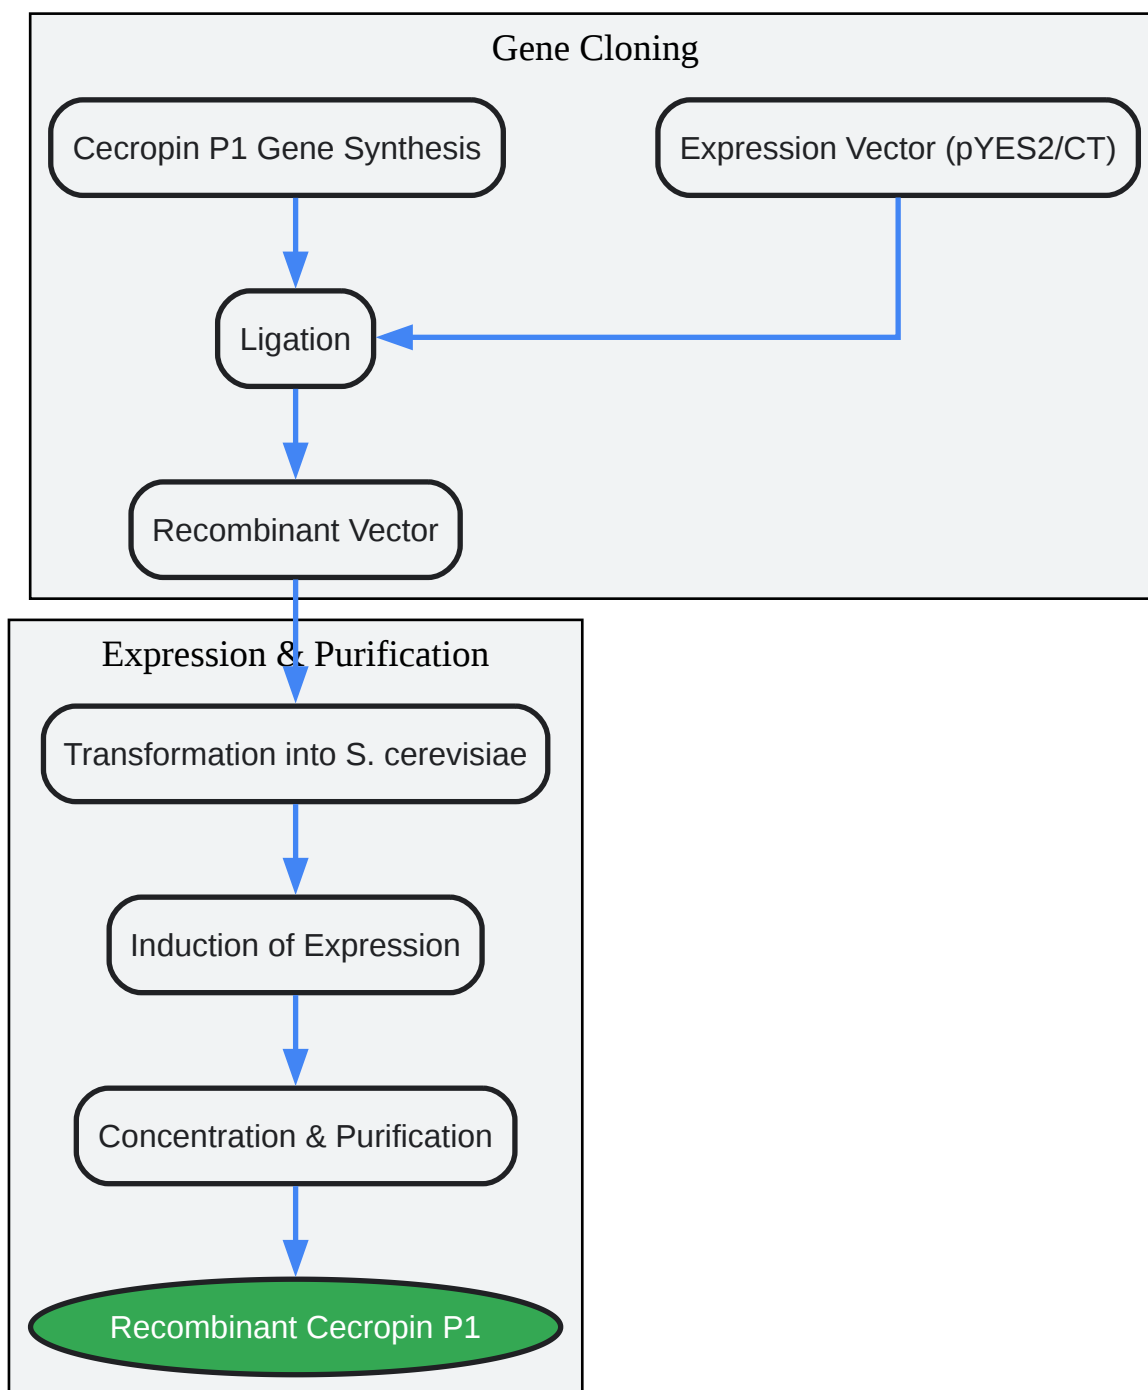 Gene Cloning
Cecropin P1 Gene Synthesis
Expression Vector (pYES2/CT)
Ligation
Recombinant Vector
Expression & Purification
Transformation into S. cerevisiae
Induction of Expression
Concentration & Purification
Recombinant Cecropin P1